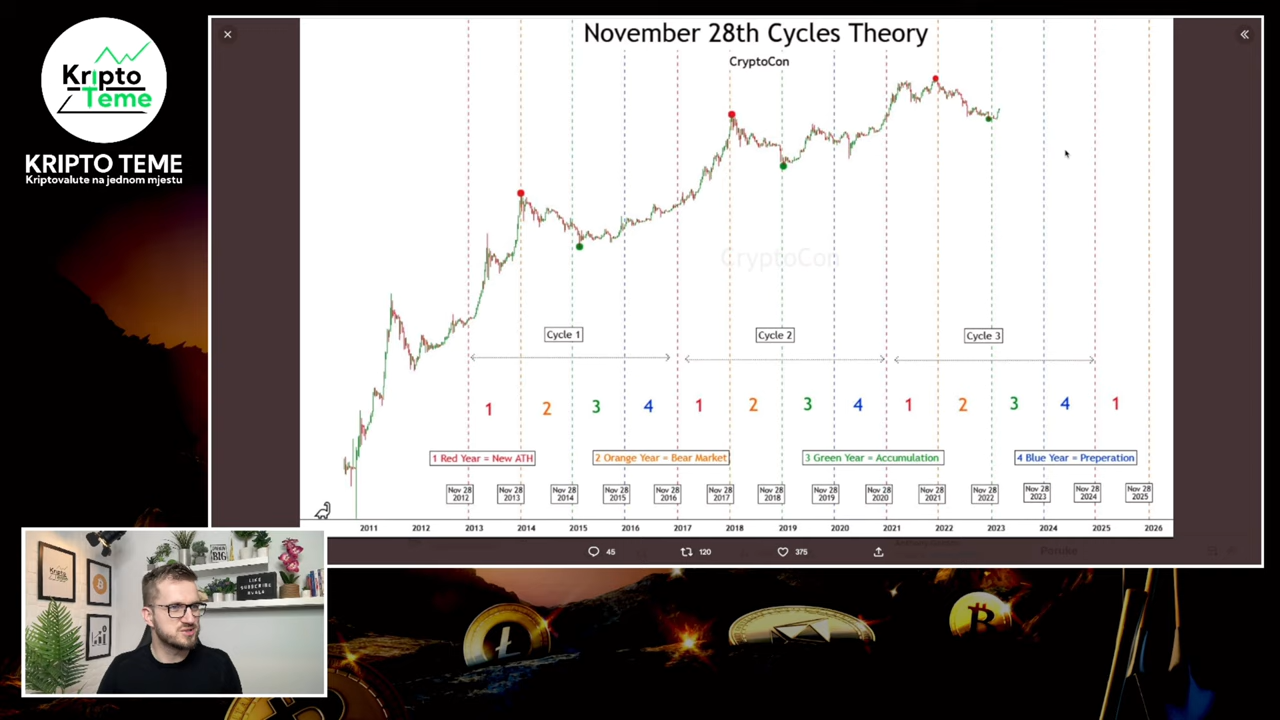 Kripto
Teme
KRIPTO TEME
Kriptovalute na jednom mjestu
November 28th Cycles Theory
CryptoCon
CryptoCon
Cycle 1
Cycle 2
Cycle 3
1 2 3 4 1 2 3 4 1 2 3 4 1
1 Red Year = New ATH
2 Orange Year = Bear Market
3 Green Year = Accumulation
4 Blue Year = Preperation
Nov 28 2012
Nov 28 2013
Nov 28 2014
Nov 28 2015
Nov 28 2016
Nov 28 2017
Nov 28 2018
Nov 28 2019
Nov 28 2020
Nov 28 2021
Nov 28 2022
Nov 28 2023
Nov 28 2024
Nov 28 2025
2011 2012 2013 2014 2015 2016 2017 2018 2019 2020 2021 2022 2023 2024 2025 2026
45 120 375
LIKE
SUBSCRIBE
HVALA
BIG